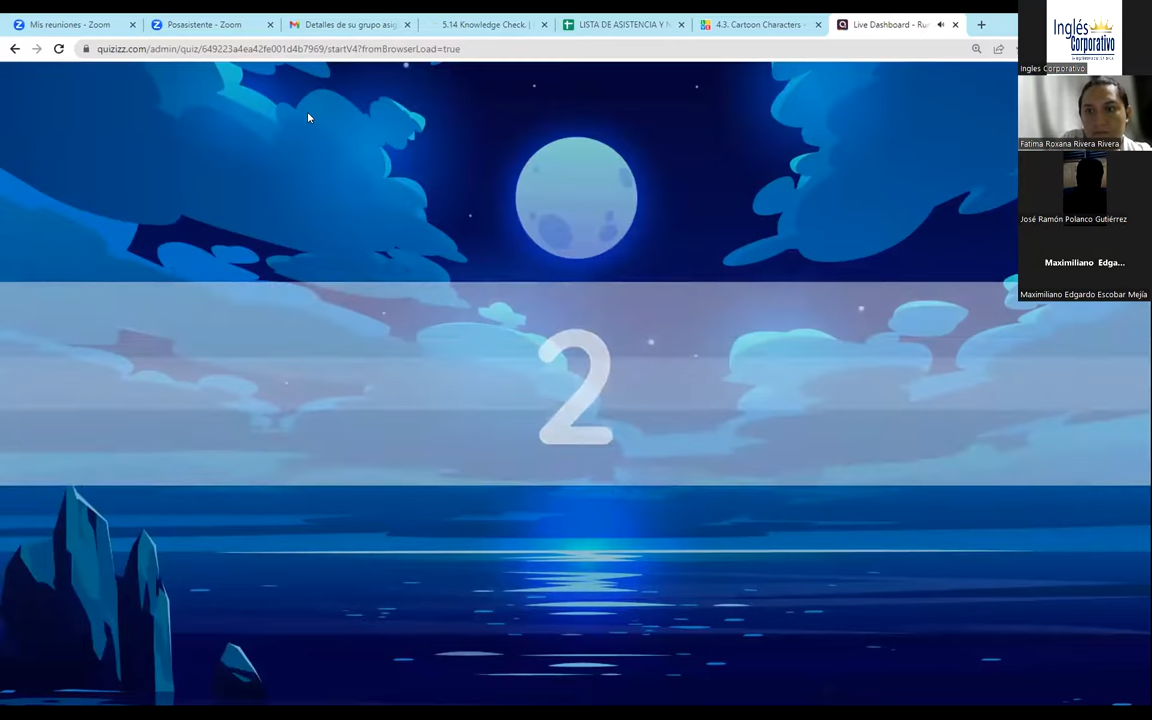 Mis reuniones - Zoom
Posasistente - Zoom
Detalles de su grupo asig
5.14 Knowledge Check. |
LISTA DE ASISTENCIA Y N
4.3. Cartoon Characters -
Live Dashboard - Ru
quizizz.com/admin/quiz/649223a4ea42fe001d4b7969/startV4?fromBrowserLoad=true
Inglés
Corporativo
Ingles Corporativo
Fatima Roxana Rivera Rivera
José Ramón Polanco Gutiérrez
Maximiliano Edga...
Maximiliano Edgardo Escobar Mejía
2